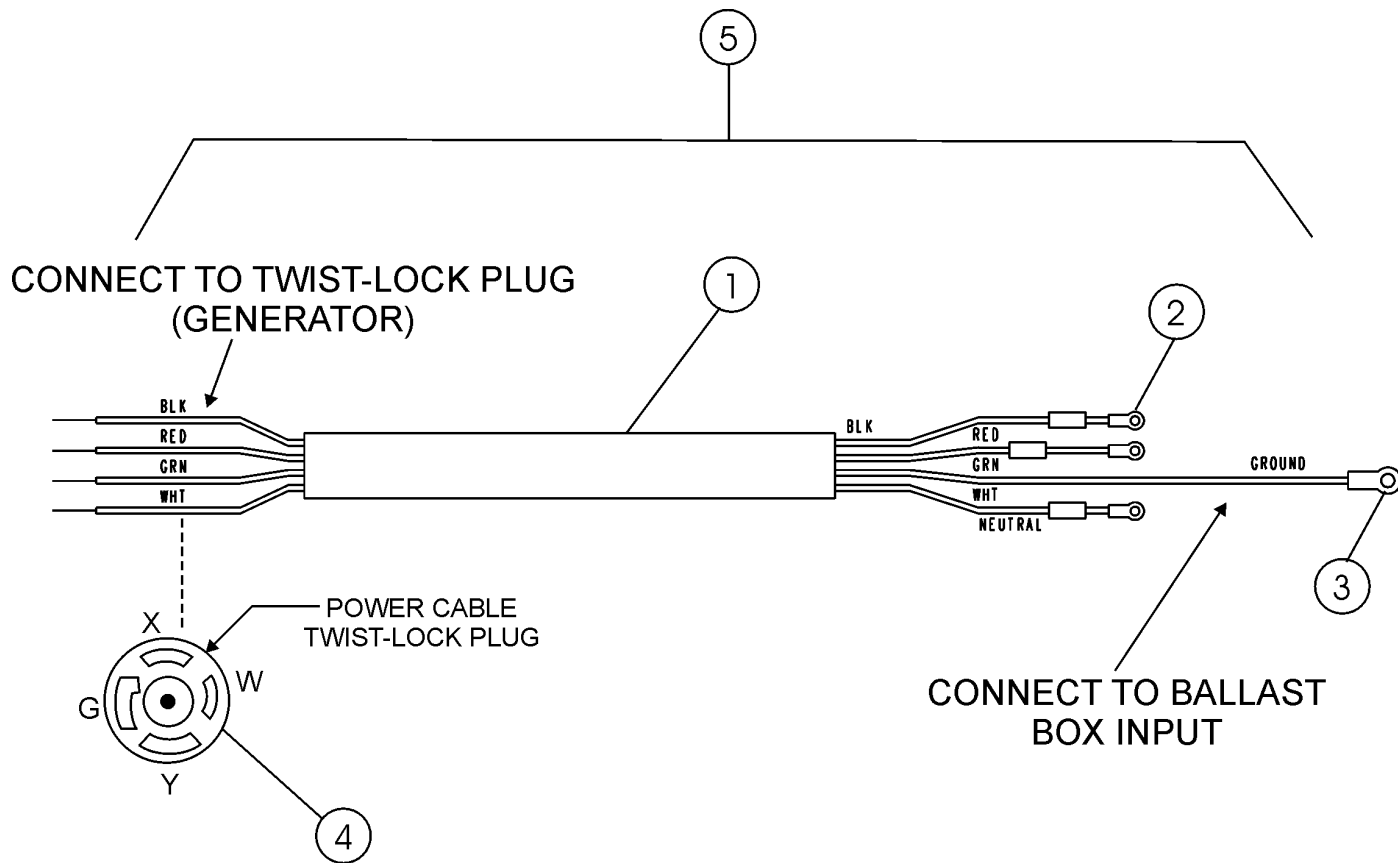 5
CONNECT TO TWIST-LOCK PLUG
(GENERATOR)
1
2
BLK
RED
GRN
WHT
BLK
RED
GRN
GROUND
WHT
NEUTRAL
3
POWER CABLE
TWIST-LOCK PLUG
X
W
G
Y
4
CONNECT TO BALLAST
BOX INPUT